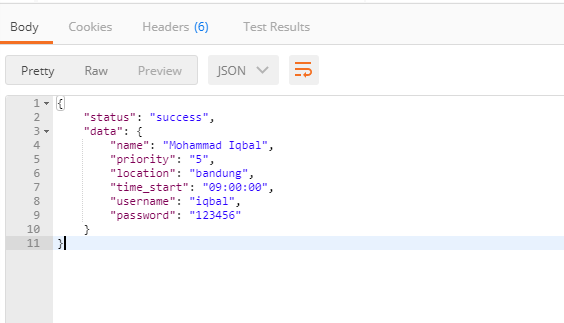 Body Cookies Headers (6) Test Results
Pretty Raw Preview JSON
1 {
2 "status": "success",
3 "data": {
4 "name": "Mohammad Iqbal",
5 "priority": "5",
6 "location": "bandung",
7 "time_start": "09:00:00",
8 "username": "iqbal",
9 "password": "123456"
10 }
11 }